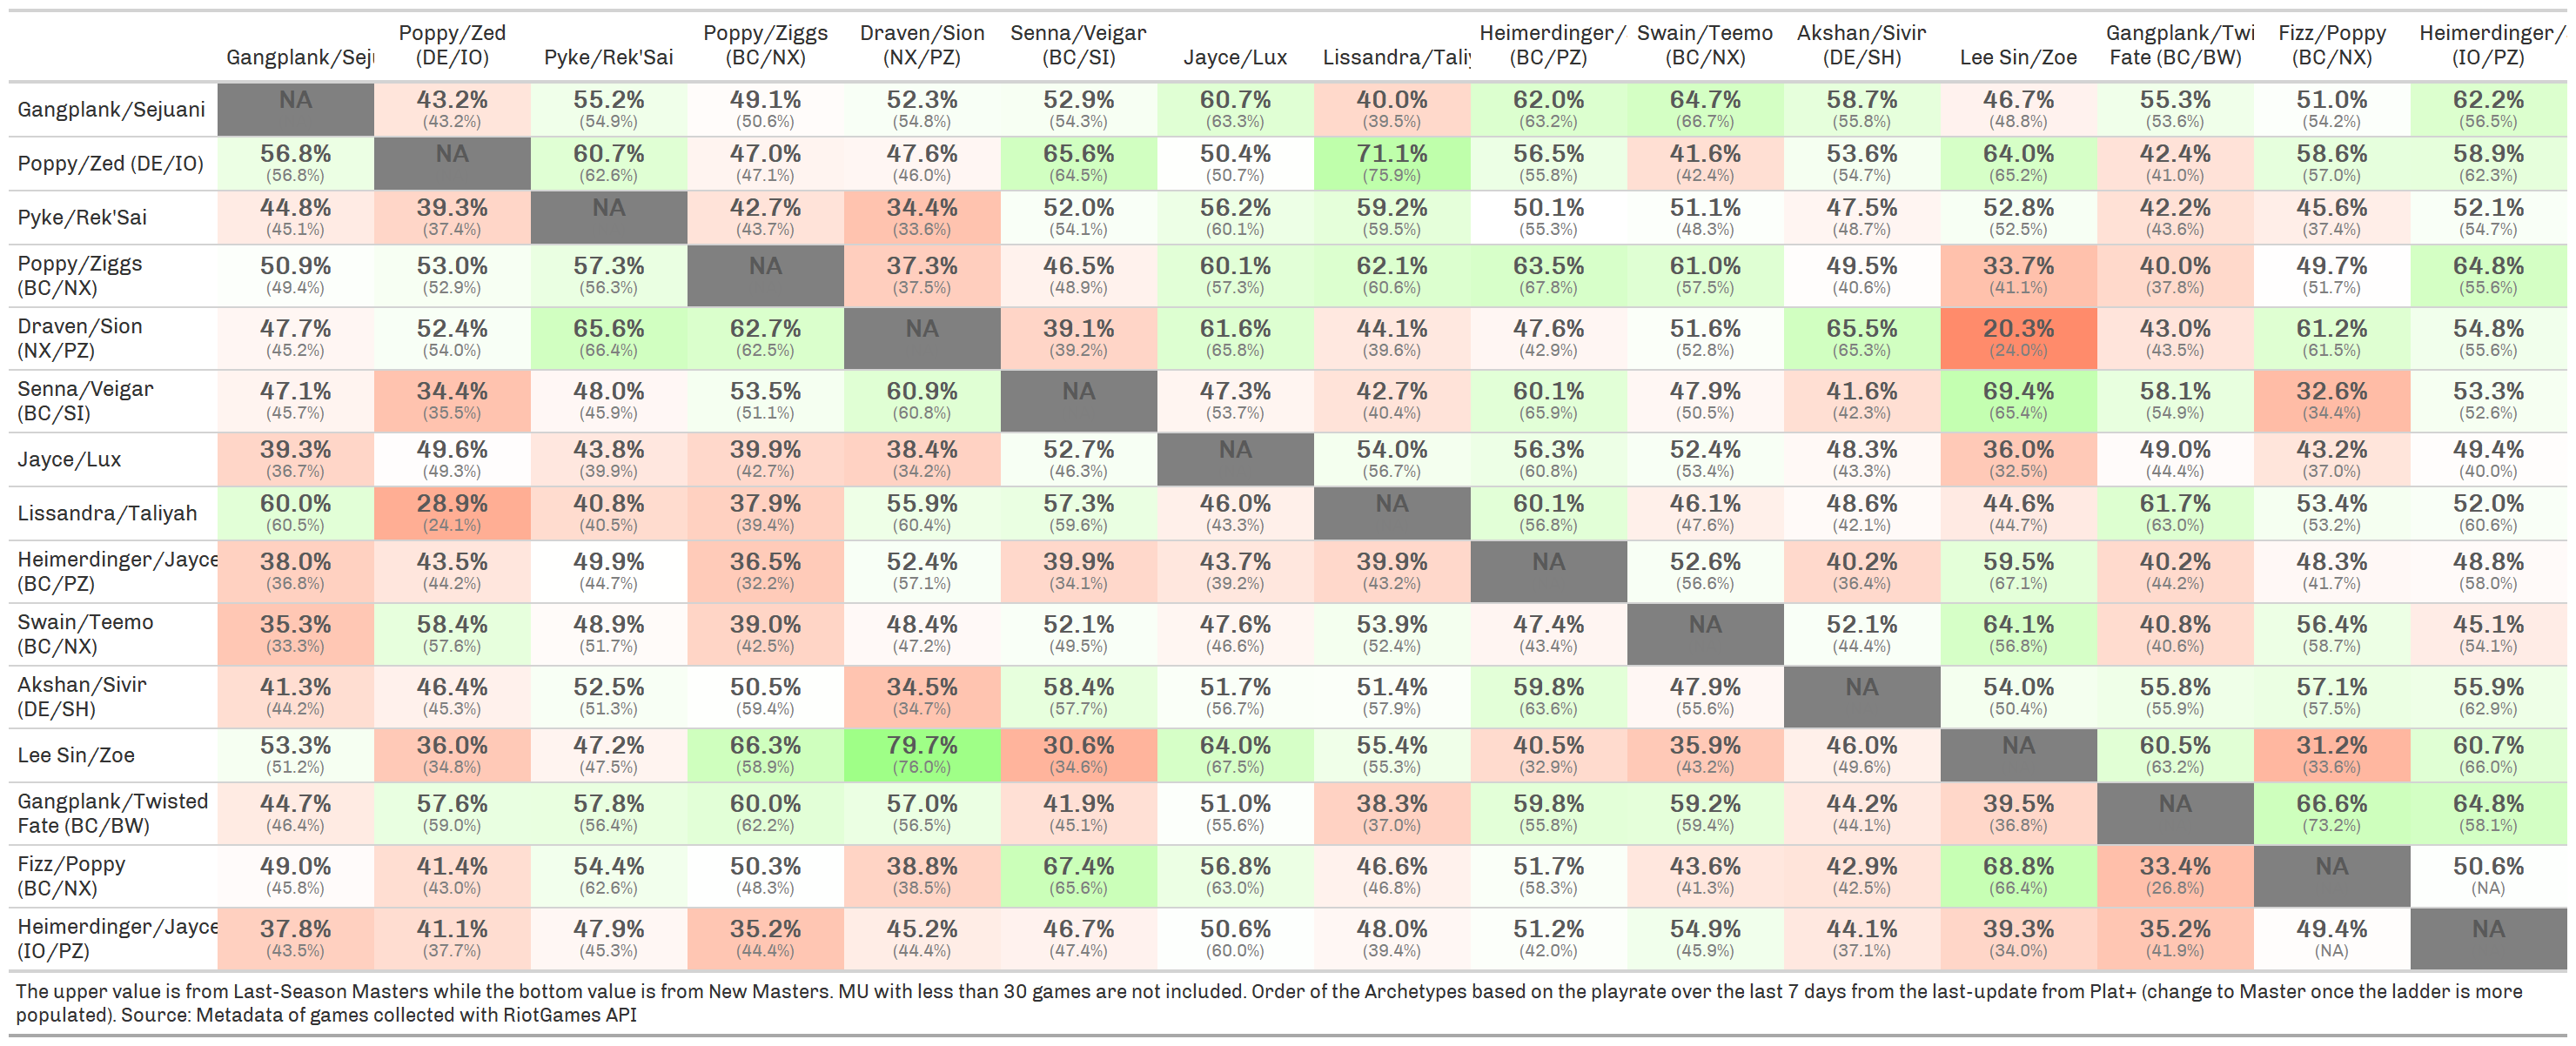 Poppy/Zed Poppy/Ziggs Draven/Sion Senna/Veigar Heimerdinger/ Swain/Teemo Akshan/Sivir Gangplank/Twi Fizz/Poppy Heimerdinger/
Gangplank/Sej (DE/IO) Pyke/Rek'Sai (BC/NX) (NX/PZ) (BC/SI) Jayce/Lux Lissandra/Taliy (BC/PZ) (BC/NX) (DE/SH) Lee Sin/Zoe Fate (BC/BW) (BC/NX) (IO/PZ)
Gangplank/Sejuani NA 43.2% 55.2% 49.1% 52.3% 52.9% 60.7% 40.0% 62.0% 64.7% 58.7% 46.7% 55.3% 51.0% 62.2%
(43.2%) (54.9%) (50.6%) (54.8%) (54.3%) (63.3%) (39.5%) (63.2%) (66.7%) (55.8%) (48.8%) (53.6%) (54.2%) (56.5%)
Poppy/Zed (DE/IO) 56.8% NA 60.7% 47.0% 47.6% 65.6% 50.4% 71.1% 56.5% 41.6% 53.6% 64.0% 42.4% 58.6% 58.9%
(56.8%) (62.6%) (47.1%) (46.0%) (64.5%) (50.7%) (75.9%) (55.8%) (42.4%) (54.7%) (65.2%) (41.0%) (57.0%) (62.3%)
Pyke/Rek'Sai 44.8% 39.3% NA 42.7% 34.4% 52.0% 56.2% 59.2% 50.1% 51.1% 47.5% 52.8% 42.2% 45.6% 52.1%
(45.1%) (37.4%) (43.7%) (33.6%) (54.1%) (60.1%) (59.5%) (55.3%) (48.3%) (48.7%) (52.5%) (43.6%) (37.4%) (54.7%)
Poppy/Ziggs 50.9% 53.0% 57.3% NA 37.3% 46.5% 60.1% 62.1% 63.5% 61.0% 49.5% 33.7% 40.0% 49.7% 64.8%
(BC/NX) (49.4%) (52.9%) (56.3%) (37.5%) (48.9%) (57.3%) (60.6%) (67.8%) (57.5%) (40.6%) (41.1%) (37.8%) (51.7%) (55.6%)
Draven/Sion 47.7% 52.4% 65.6% 62.7% NA 39.1% 61.6% 44.1% 47.6% 51.6% 65.5% 20.3% 43.0% 61.2% 54.8%
(NX/PZ) (45.2%) (54.0%) (66.4%) (62.5%) (39.2%) (65.8%) (39.6%) (42.9%) (52.8%) (65.3%) (24.0%) (43.5%) (61.5%) (55.6%)
Senna/Veigar 47.1% 34.4% 48.0% 53.5% 60.9% NA 47.3% 42.7% 60.1% 47.9% 41.6% 69.4% 58.1% 32.6% 53.3%
(BC/SI) (45.7%) (35.5%) (45.9%) (51.1%) (60.8%) (53.7%) (40.4%) (65.9%) (50.5%) (42.3%) (65.4%) (54.9%) (34.4%) (52.6%)
Jayce/Lux 39.3% 49.6% 43.8% 39.9% 38.4% 52.7% NA 54.0% 56.3% 52.4% 48.3% 36.0% 49.0% 43.2% 49.4%
(36.7%) (49.3%) (39.9%) (42.7%) (34.2%) (46.3%) (56.7%) (60.8%) (53.4%) (43.3%) (32.5%) (44.4%) (37.0%) (40.0%)
Lissandra/Taliyah 60.0% 28.9% 40.8% 37.9% 55.9% 57.3% 46.0% NA 60.1% 46.1% 48.6% 44.6% 61.7% 53.4% 52.0%
(60.5%) (24.1%) (40.5%) (39.4%) (60.4%) (59.6%) (43.3%) (56.8%) (47.6%) (42.1%) (44.7%) (63.0%) (53.2%) (60.6%)
Heimerdinger/Jayce 38.0% 43.5% 49.9% 36.5% 52.4% 39.9% 43.7% 39.9% NA 52.6% 40.2% 59.5% 40.2% 48.3% 48.8%
(BC/PZ) (36.8%) (44.2%) (44.7%) (32.2%) (57.1%) (34.1%) (39.2%) (43.2%) (56.6%) (36.4%) (67.1%) (44.2%) (41.7%) (58.0%)
Swain/Teemo 35.3% 58.4% 48.9% 39.0% 48.4% 52.1% 47.6% 53.9% 47.4% NA 52.1% 64.1% 40.8% 56.4% 45.1%
(BC/NX) (33.3%) (57.6%) (51.7%) (42.5%) (47.2%) (49.5%) (46.6%) (52.4%) (43.4%) (44.4%) (56.8%) (40.6%) (58.7%) (54.1%)
Akshan/Sivir 41.3% 46.4% 52.5% 50.5% 34.5% 58.4% 51.7% 51.4% 59.8% 47.9% NA 54.0% 55.8% 57.1% 55.9%
(DE/SH) (44.2%) (45.3%) (51.3%) (59.4%) (34.7%) (57.7%) (56.7%) (57.9%) (63.6%) (55.6%) (50.4%) (55.9%) (57.5%) (62.9%)
Lee Sin/Zoe 53.3% 36.0% 47.2% 66.3% 79.7% 30.6% 64.0% 55.4% 40.5% 35.9% 46.0% NA 60.5% 31.2% 60.7%
(51.2%) (34.8%) (47.5%) (58.9%) (76.0%) (34.6%) (67.5%) (55.3%) (32.9%) (43.2%) (49.6%) (63.2%) (33.6%) (66.0%)
Gangplank/Twisted 44.7% 57.6% 57.8% 60.0% 57.0% 41.9% 51.0% 38.3% 59.8% 59.2% 44.2% 39.5% NA 66.6% 64.8%
Fate (BC/BW) (46.4%) (59.0%) (56.4%) (62.2%) (56.5%) (45.1%) (55.6%) (37.0%) (55.8%) (59.4%) (44.1%) (36.8%) (73.2%) (58.1%)
Fizz/Poppy 49.0% 41.4% 54.4% 50.3% 38.8% 67.4% 56.8% 46.6% 51.7% 43.6% 42.9% 68.8% 33.4% NA 50.6%
(BC/NX) (45.8%) (43.0%) (62.6%) (48.3%) (38.5%) (65.6%) (63.0%) (46.8%) (58.3%) (41.3%) (42.5%) (66.4%) (26.8%) (NA)
Heimerdinger/Jayce 37.8% 41.1% 47.9% 35.2% 45.2% 46.7% 50.6% 48.0% 51.2% 54.9% 44.1% 39.3% 35.2% 49.4% NA
(IO/PZ) (43.5%) (37.7%) (45.3%) (44.4%) (44.4%) (47.4%) (60.0%) (39.4%) (42.0%) (45.9%) (37.1%) (34.0%) (41.9%) (NA)
The upper value is from Last-Season Masters while the bottom value is from New Masters. MU with less than 30 games are not included. Order of the Archetypes based on the playrate over the last 7 days from the last-update from Plat+ (change to Master once the ladder is more
populated). Source: Metadata of games collected with RiotGames API